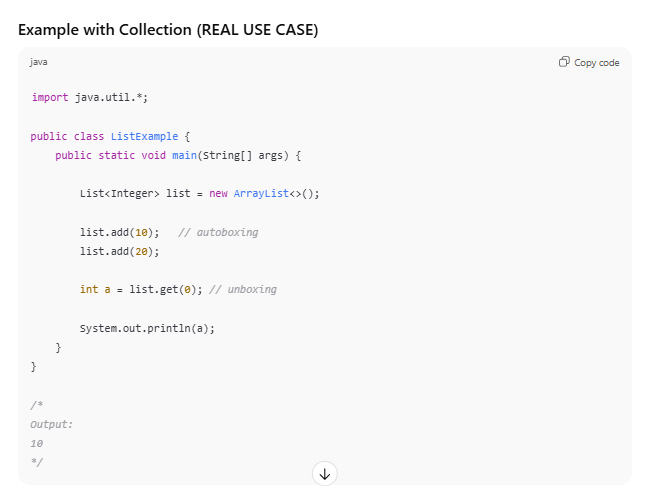 Example with Collection (REAL USE CASE)
java
Copy code
import java.util.*;
public class ListExample {
public static void main(String[] args) {
List<Integer> list = new ArrayList<>();
list.add(10);   // autoboxing
list.add(20);
int a = list.get(0); // unboxing
System.out.println(a);
}
}
/*
Output:
10
*/